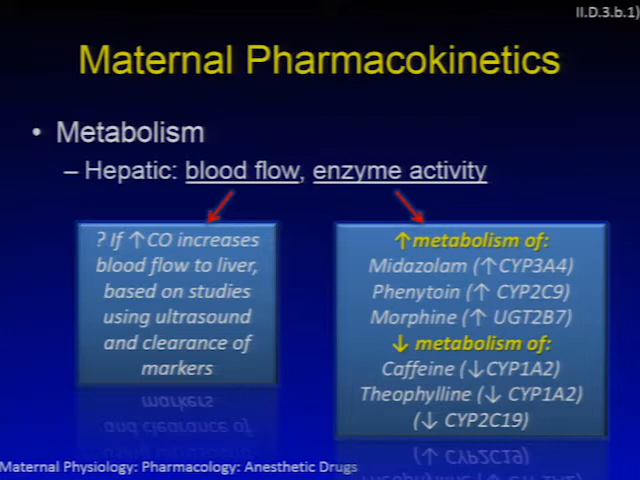 II.D.3.b.1)
Maternal Pharmacokinetics
• Metabolism
– Hepatic: blood flow, enzyme activity
? If ↑CO increases
blood flow to liver,
based on studies
using ultrasound
and clearance of
markers
↑metabolism of:
Midazolam (↑CYP3A4)
Phenytoin (↑ CYP2C9)
Morphine (↑ UGT2B7)
↓ metabolism of:
Caffeine (↓CYP1A2)
Theophylline (↓ CYP1A2)
(↓ CYP2C19)
Maternal Physiology: Pharmacology: Anesthetic Drugs